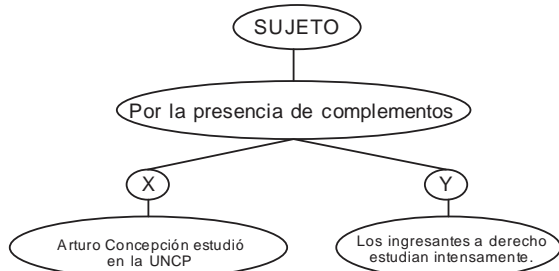 SUJETO
Por la presencia de complementos
X
Y
Arturo Concepción estudió
en la UNCP
Los ingresantes a derecho
estudian intensamente.